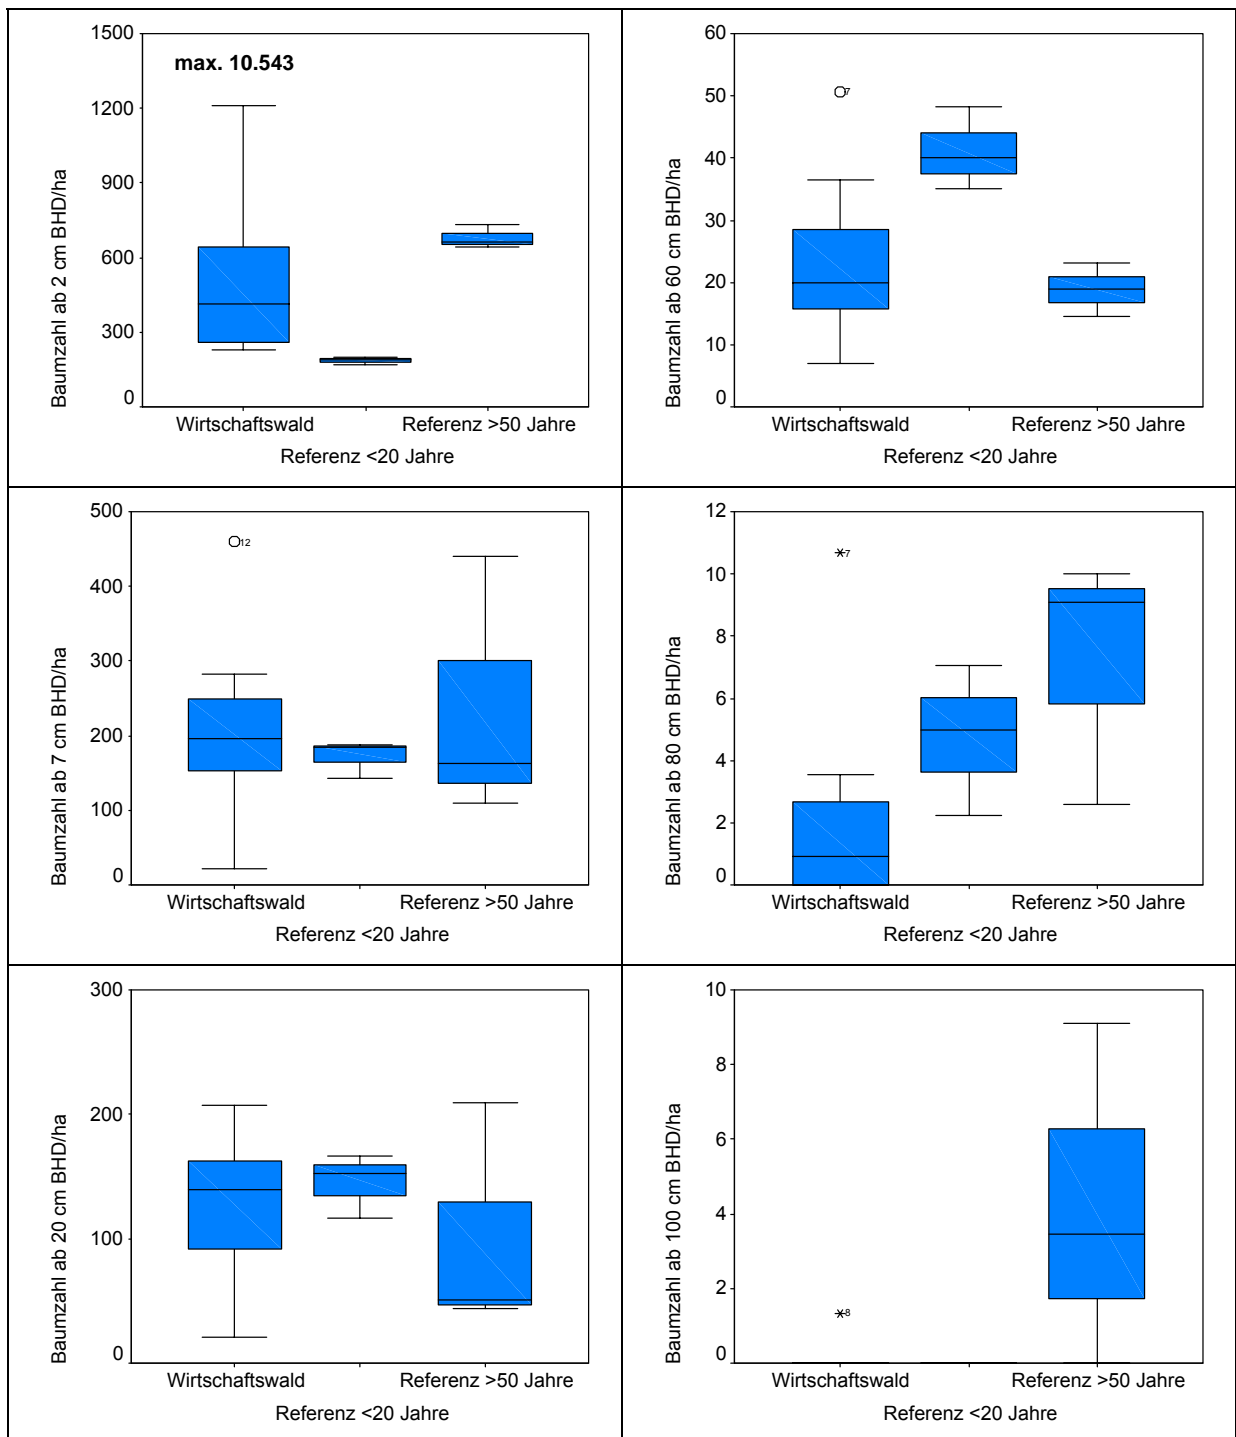 Baumzahl ab 2 cm BHD/ha
1500
1200
900
600
300
0
max. 10.543
Wirtschaftswald
Referenz >50 Jahre
Referenz <20 Jahre
Baumzahl ab 60 cm BHD/ha
60
50
40
30
20
10
0
7
Wirtschaftswald
Referenz >50 Jahre
Referenz <20 Jahre
Baumzahl ab 7 cm BHD/ha
500
400
300
200
100
0
12
Wirtschaftswald
Referenz >50 Jahre
Referenz <20 Jahre
Baumzahl ab 80 cm BHD/ha
12
10
8
6
4
2
0
7
Wirtschaftswald
Referenz >50 Jahre
Referenz <20 Jahre
Baumzahl ab 20 cm BHD/ha
300
200
100
0
Wirtschaftswald
Referenz >50 Jahre
Referenz <20 Jahre
Baumzahl ab 100 cm BHD/ha
10
8
6
4
2
0
8
Wirtschaftswald
Referenz >50 Jahre
Referenz <20 Jahre